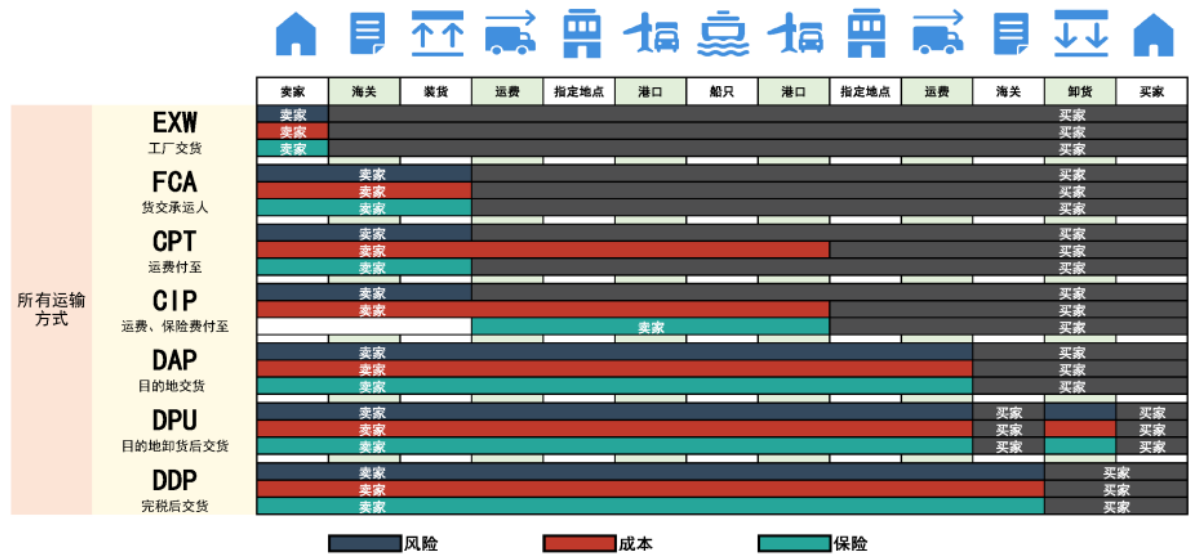 卖家 海关 装货 运费 指定地点 港口 船只 港口 指定地点 运费 海关 卸货 买家
所有运输
方式
EXW
工厂交货
卖家 买家
卖家 买家
卖家 买家
FCA
货交承运人
卖家 买家
卖家 买家
卖家 买家
CPT
运费付至
卖家 买家
卖家 买家
卖家 买家
CIP
运费、保险费付至
卖家 买家
卖家 买家
卖家 买家
DAP
目的地交货
卖家 买家
卖家 买家
卖家 买家
DPU
目的地卸货后交货
卖家 买家 买家
卖家 买家 买家
卖家 买家 买家
DDP
完税后交货
卖家 买家
卖家 买家
卖家 买家
风险 成本 保险